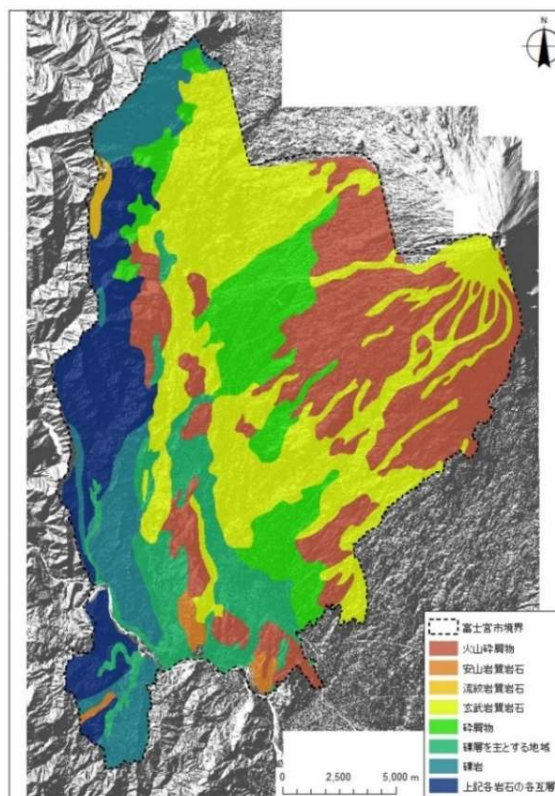 N
富士宮市境界
火山砕屑物
安山岩質岩石
流紋岩質岩石
玄武岩質岩石
砕屑物
礫層を主とする地域
礫岩
上記各岩石の各互層
0 2,500 5,000 m